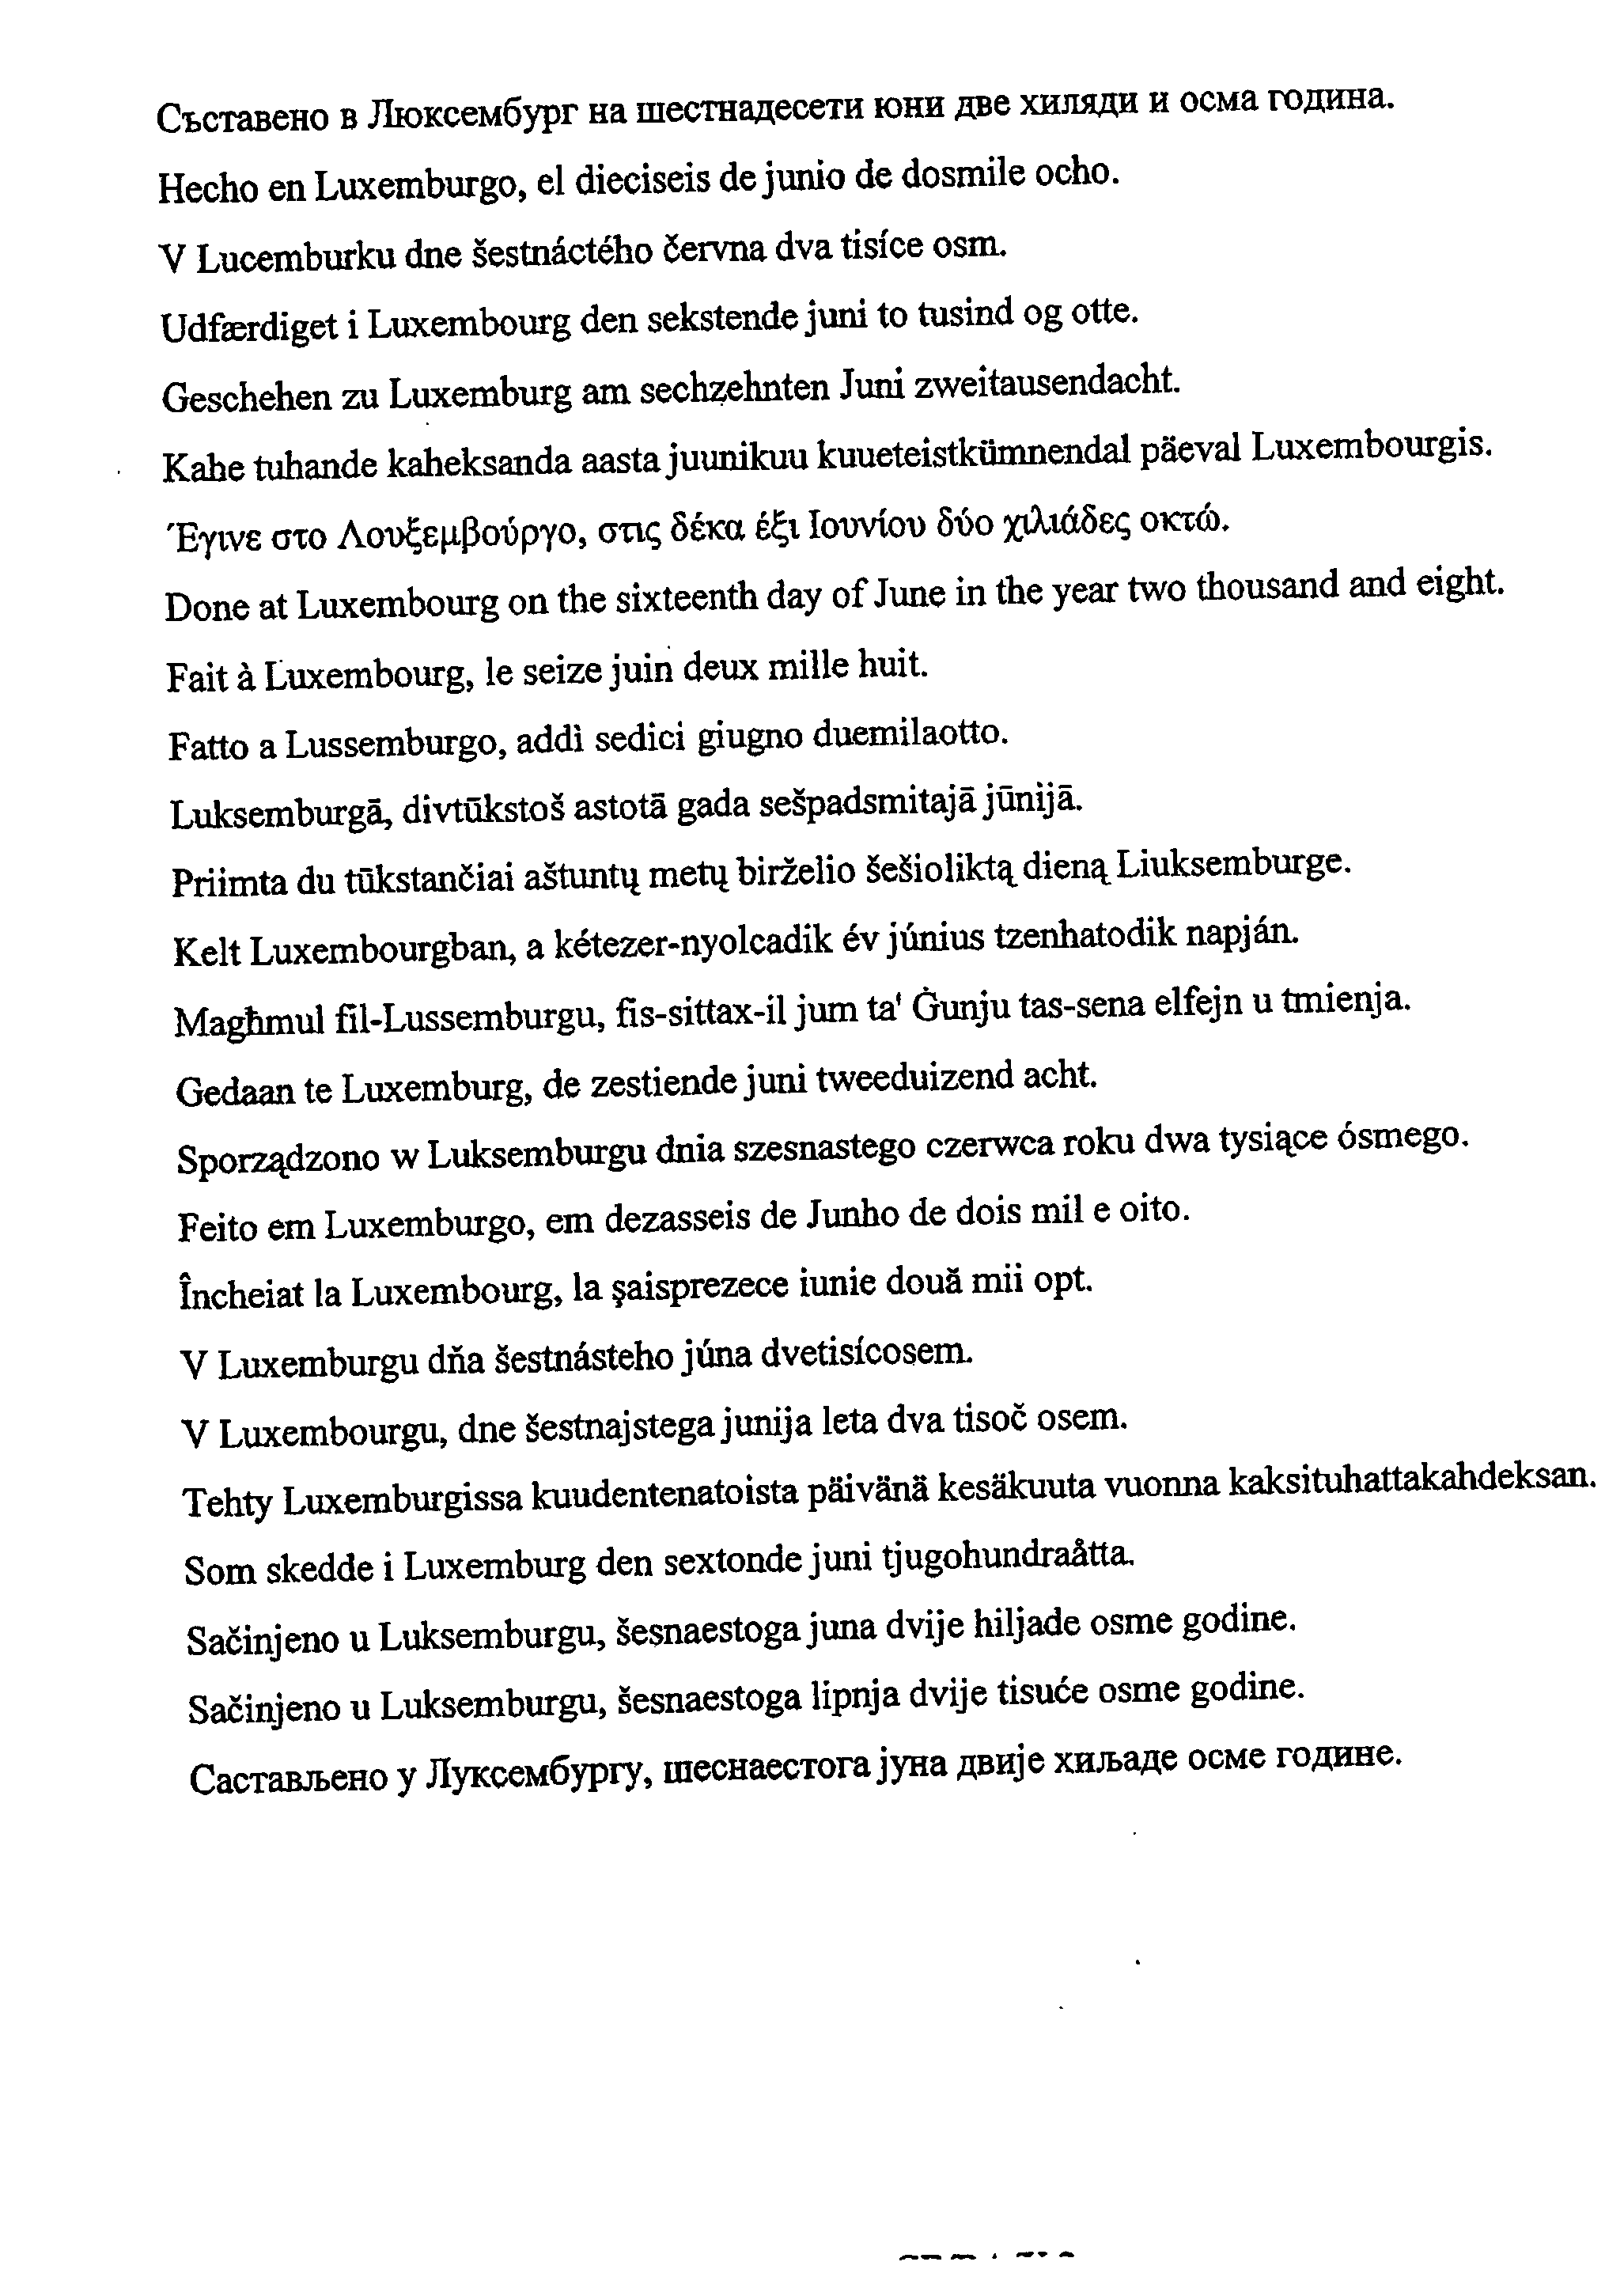 Съставено в Люксембург на шестнадесети юни две хиляди и осма година.
Hecho en Luxemburgo, el dieciseis de junio de dosmile ocho.
V Lucemburku dne šestnáctého června dva tisíce osm.
Udfærdiget i Luxembourg den sekstende juni to tusind og otte.
Geschehen zu Luxemburg am sechzehnten Juni zweitausendacht.
Kahe tuhande kaheksanda aasta juunikuu kuueteistkümnendal päeval Luxembourgis.
Έγινε στο Λουξεμβούργο, στις δέκα έξι Ιουνίου δύο χιλιάδες οκτώ.
Done at Luxembourg on the sixteenth day of June in the year two thousand and eight.
Fait à Luxembourg, le seize juin deux mille huit.
Fatto a Lussemburgo, addì sedici giugno duemilaotto.
Luksemburgā, divtūkstoš astotā gada sešpadsmitajā jūnijā.
Priimta du tūkstančiai aštuntų metų birželio šešioliktą dieną Liuksemburge.
Kelt Luxembourgban, a kétezer-nyolcadik év június tzenhatodik napján.
Magħmul fil-Lussemburgu, fis-sittax-il jum ta' Ġunju tas-sena elfejn u tmienja.
Gedaan te Luxemburg, de zestiende juni tweeduizend acht.
Sporządzono w Luksemburgu dnia szesnastego czerwca roku dwa tysiące ósmego.
Feito em Luxemburgo, em dezasseis de Junho de dois mil e oito.
Încheiat la Luxembourg, la şaisprezece iunie două mii opt.
V Luxemburgu dňa šestnásteho júna dvetisícosem.
V Luxembourgu, dne šestnajstega junija leta dva tisoč osem.
Tehty Luxemburgissa kuudentenatoista päivänä kesäkuuta vuonna kaksituhattakahdeksan.
Som skedde i Luxemburg den sextonde juni tjugohundraåtta.
Sačinjeno u Luksemburgu, šesnaestoga juna dvije hiljade osme godine.
Sačinjeno u Luksemburgu, šesnaestoga lipnja dvije tisuće osme godine.
Састављено у Луксембургу, шеснаестога јуна двије хиљаде осме године.